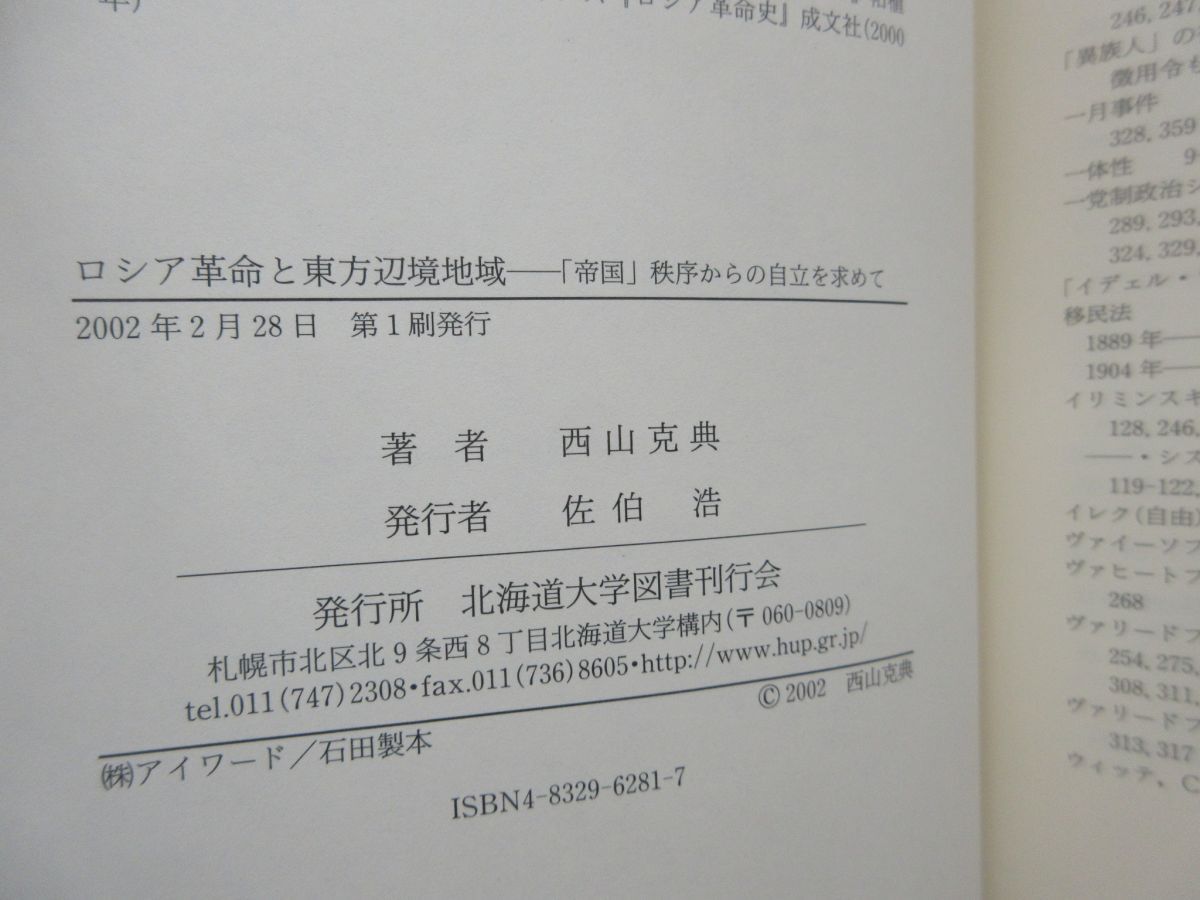 年)
『ロシア革命史』成文社(2000
ロシア革命と東方辺境地域――「帝国」秩序からの自立を求めて
2002年2月28日　第1刷発行
著　者　西山克典
発行者　佐伯　浩
発行所　北海道大学図書刊行会
札幌市北区北9条西8丁目北海道大学構内(〒060-0809)
tel.011(747)2308・fax.011(736)8605・http://www.hup.gr.jp/
㈱アイワード／石田製本
© 2002　西山克典
ISBN4-8329-6281-7
246, 247
「異族人」の
徴用令も
一月事件
328, 359
一体性　9
一党制政治シ
289, 293,
324, 329,
「イデェル・
移民法
1889年――
1904年――
イリミンスキ
128, 246,
――・シス
119-122,
イレク(自由)
ヴァイーソフ
ヴァヒートフ
268
ヴァリードフ
254, 275,
308, 311,
ヴァリードフ
313, 317
ウィッテ, C